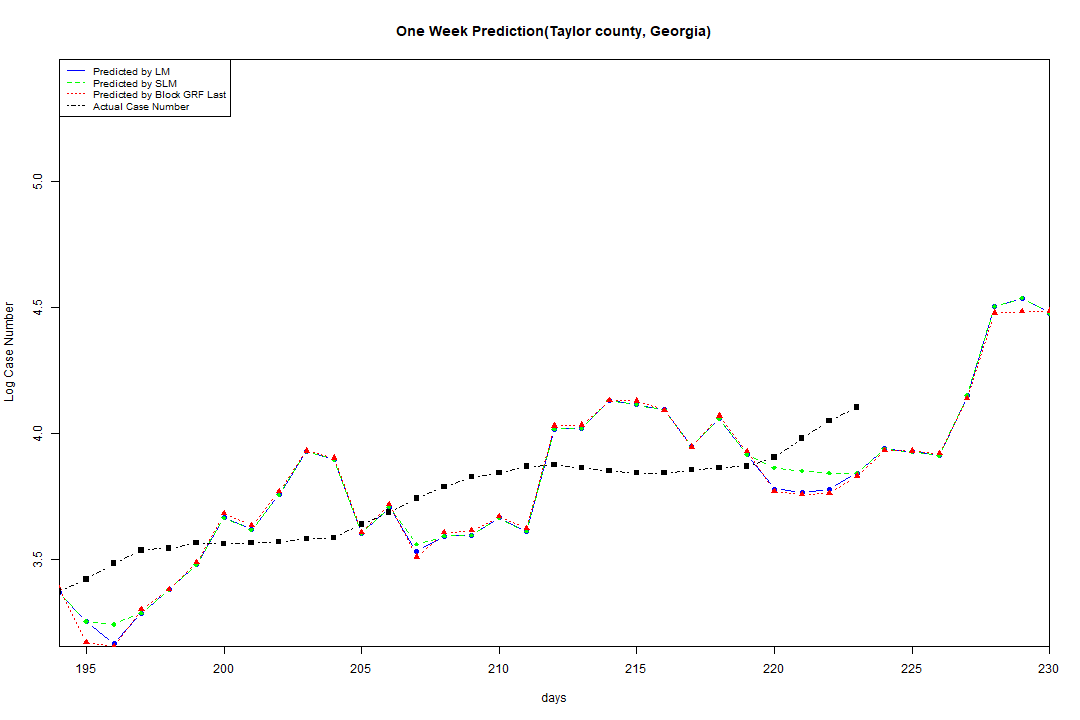 One Week Prediction(Taylor county, Georgia)
Predicted by LM
Predicted by SLM
Predicted by Block GRF Last
Actual Case Number
5.0
4.5
4.0
3.5
Log Case Number
195 200 205 210 215 220 225 230
days